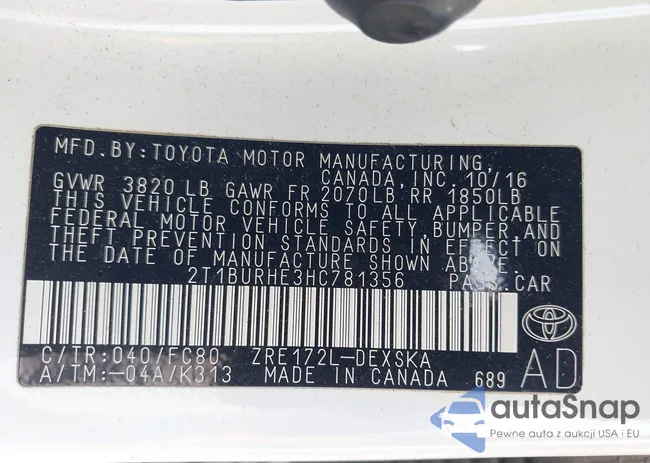 MFD. BY: TOYOTA MOTOR MANUFACTURING
CANADA, INC. 10/16
GVWR 3820 LB GAWR FR 2070LB RR 1850LB
THIS VEHICLE CONFORMS TO ALL APPLICABLE
FEDERAL MOTOR VEHICLE SAFETY, BUMPER, AND
THEFT PREVENTION STANDARDS IN EFFECT ON
THE DATE OF MANUFACTURE SHOWN ABOVE.
2T1BURHE3HC781356 PASS. CAR
C/TR: 040/FC80 ZRE172L-DEXSKA
A/TM: -04A/K313 MADE IN CANADA 689
AD
autaSnap
Pewne auta z aukcji USA i EU